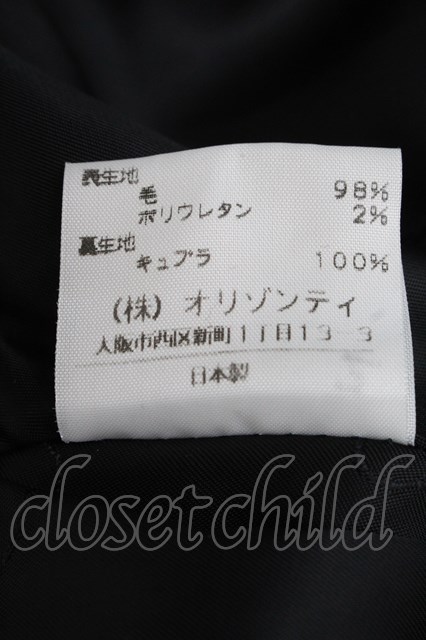 表生地
毛 98%
ポリウレタン 2%
裏生地
キュプラ 100%
(株) オリゾンティ
大阪市西区新町1丁目13-3
日本製
closetchild